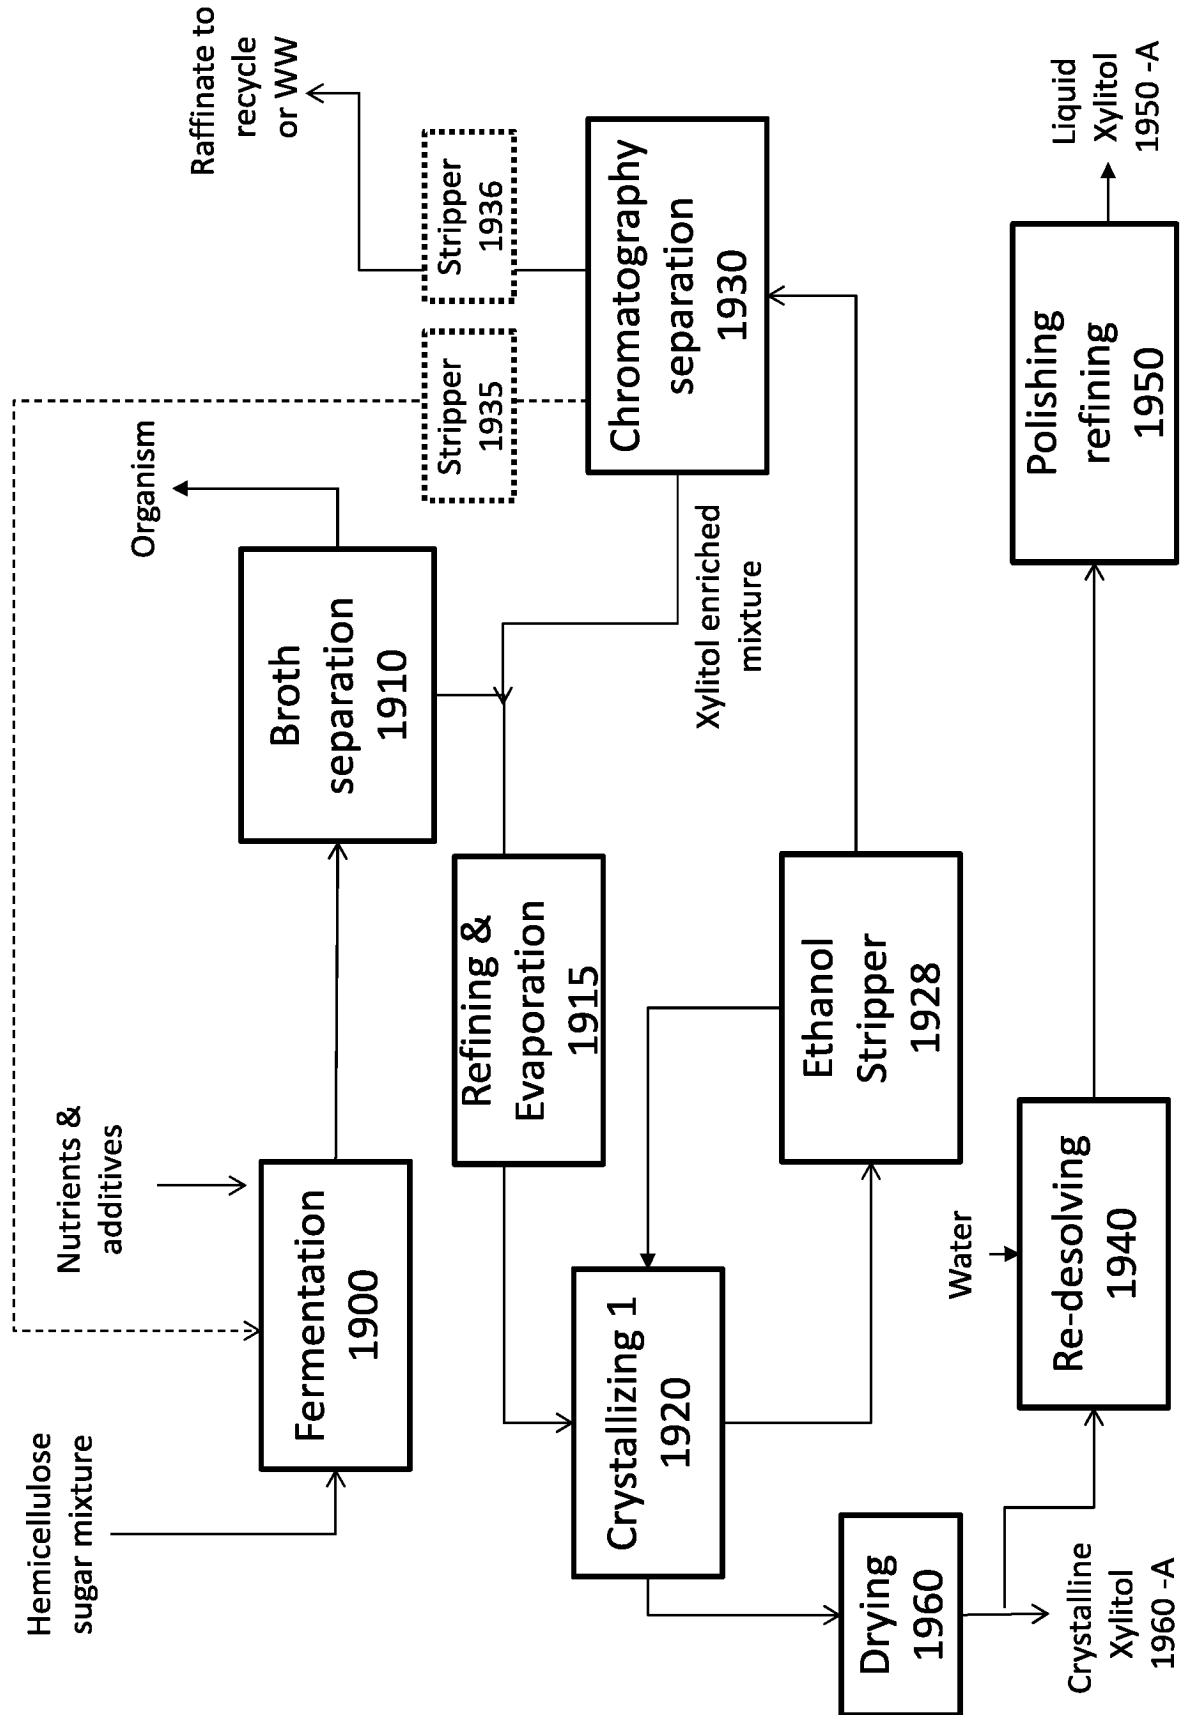 Hemicellulose
sugar mixture
Nutrients &
additives
Fermentation
1900
Organism
Broth
separation
1910
Raffinate to
recycle
or WW
Stripper
1935
Stripper
1936
Refining &
Evaporation
1915
Crystallizing 1
1920
Ethanol
Stripper
1928
Xylitol enriched
mixture
Chromatography
separation
1930
Drying
1960
Crystalline
Xylitol
1960 -A
Water
Re-desolving
1940
Polishing
refining
1950
Liquid
Xylitol
1950 -A